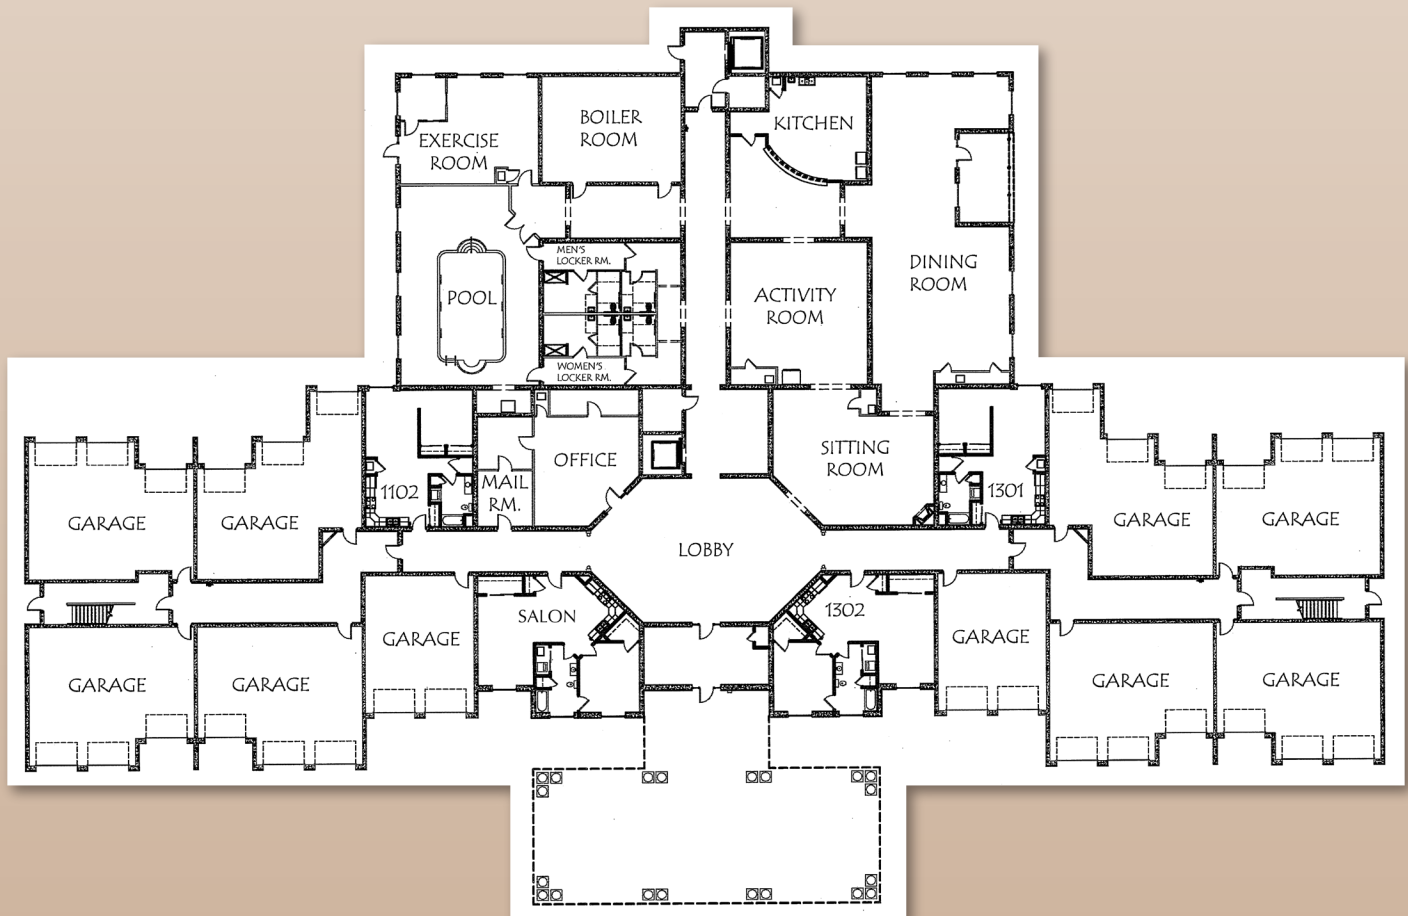 BOILER
ROOM
KITCHEN
EXERCISE
ROOM
MEN'S
LOCKER RM.
DINING
ROOM
POOL
ACTIVITY
ROOM
WOMEN'S
LOCKER RM.
SITTING
ROOM
OFFICE
MAIL
RM.
1102
1301
GARAGE
GARAGE
GARAGE
GARAGE
LOBBY
SALON
1302
GARAGE
GARAGE
GARAGE
GARAGE
GARAGE
GARAGE